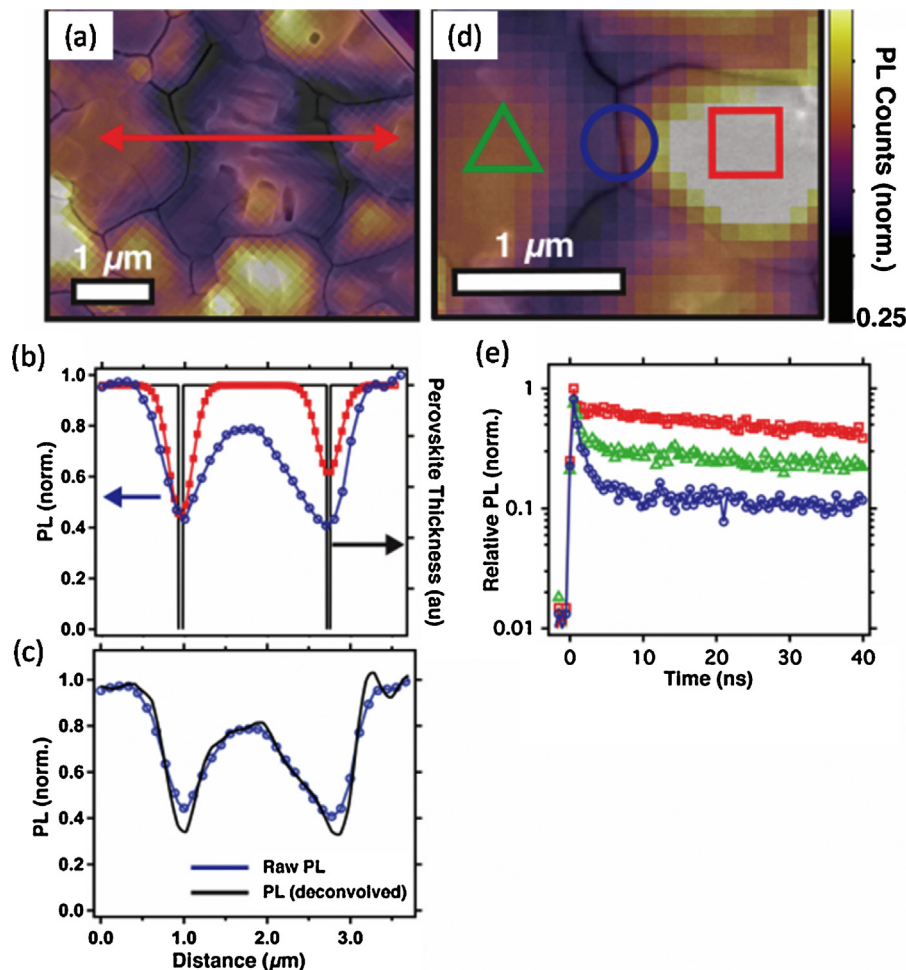 (a)
1 µm
(d)
1 µm
PL Counts (norm.)
0.25
(b)
PL (norm.)
1.0
0.8
0.6
0.4
0.2
0.0
Perovskite Thickness (au)
(c)
PL (norm.)
1.0
0.8
0.6
0.4
0.2
0.0
Raw PL
PL (deconvolved)
0.0 1.0 2.0 3.0
Distance (µm)
(e)
Relative PL (norm.)
1
0.1
0.01
0 10 20 30 40
Time (ns)